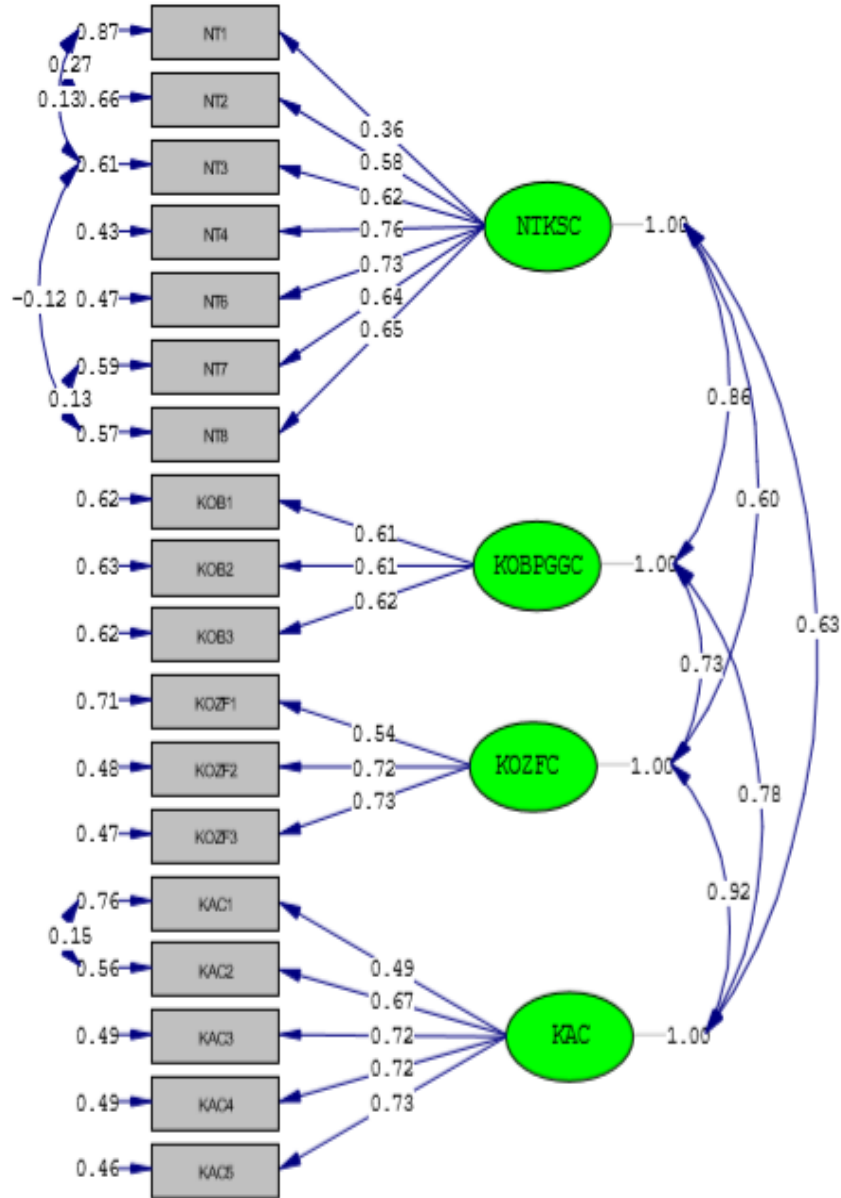 0.87 NT1
0.27
0.13 0.66 NT2
0.36
0.58
0.61 NT3
0.62
0.43 NT4
0.76
NTKSC 1.00
0.73
-0.12 0.47 NT6
0.64
0.65
0.59 NT7
0.13
0.86
0.57 NT8
0.62 KOB1
0.60
0.61
0.63 KOB2
0.61
KOBPGGC 1.00
0.62
0.62 KOB3
0.63
0.73
0.71 KOZF1
0.54
0.48 KOZF2
0.72
KOZFC 1.00
0.78
0.73
0.47 KOZF3
0.92
0.76 KAC1
0.15
0.56 KAC2
0.49
0.67
0.49 KAC3
0.72
KAC 1.00
0.72
0.49 KAC4
0.73
0.46 KAC5